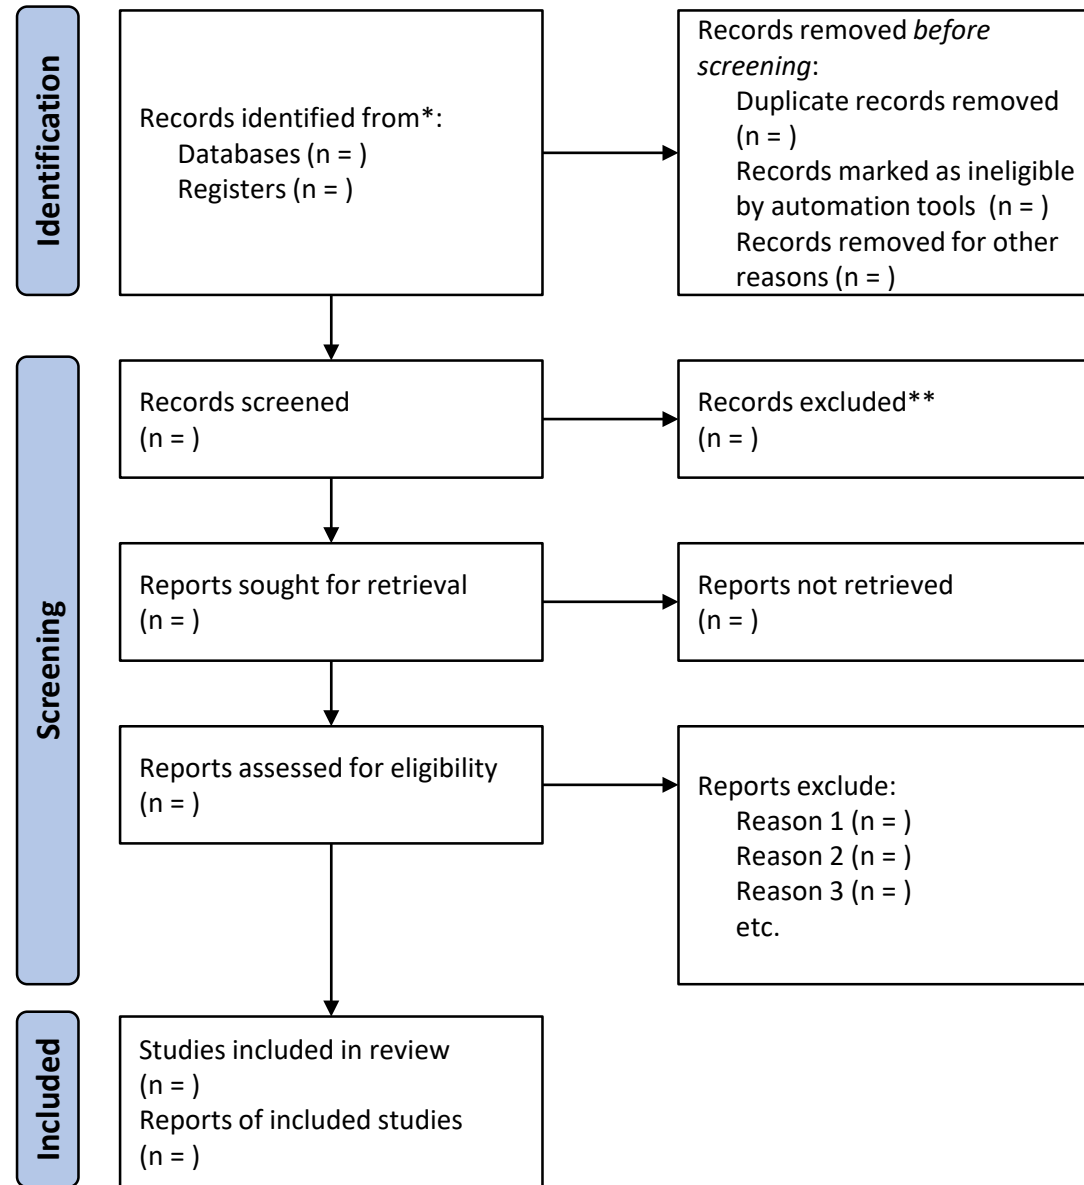 Identification
Records identified from*:
Databases (n = )
Registers (n = )
Records removed before
screening:
Duplicate records removed
(n = )
Records marked as ineligible
by automation tools  (n = )
Records removed for other
reasons (n = )
Screening
Records screened
(n = )
Records excluded**
(n = )
Reports sought for retrieval
(n = )
Reports not retrieved
(n = )
Reports assessed for eligibility
(n = )
Reports exclude:
Reason 1 (n = )
Reason 2 (n = )
Reason 3 (n = )
etc.
Included
Studies included in review
(n = )
Reports of included studies
(n = )